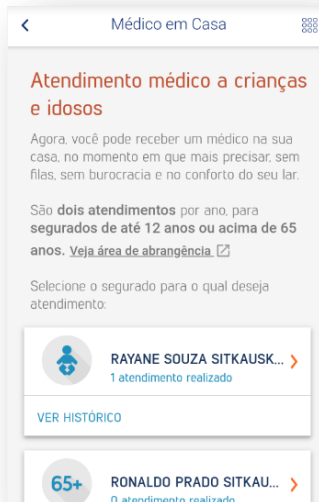 Médico em Casa
Atendimento médico a crianças
e idosos
Agora, você pode receber um médico na sua
casa, no momento em que mais precisar, sem
filas, sem burocracia e no conforto do seu lar.
São dois atendimentos por ano, para
segurados de até 12 anos ou acima de 65
anos. Veja área de abrangência
Selecione o segurado para o qual deseja
atendimento:
RAYANE SOUZA SITKAUSK...
1 atendimento realizado
VER HISTÓRICO
65+
RONALDO PRADO SITKAU...
0 atendimento realizado